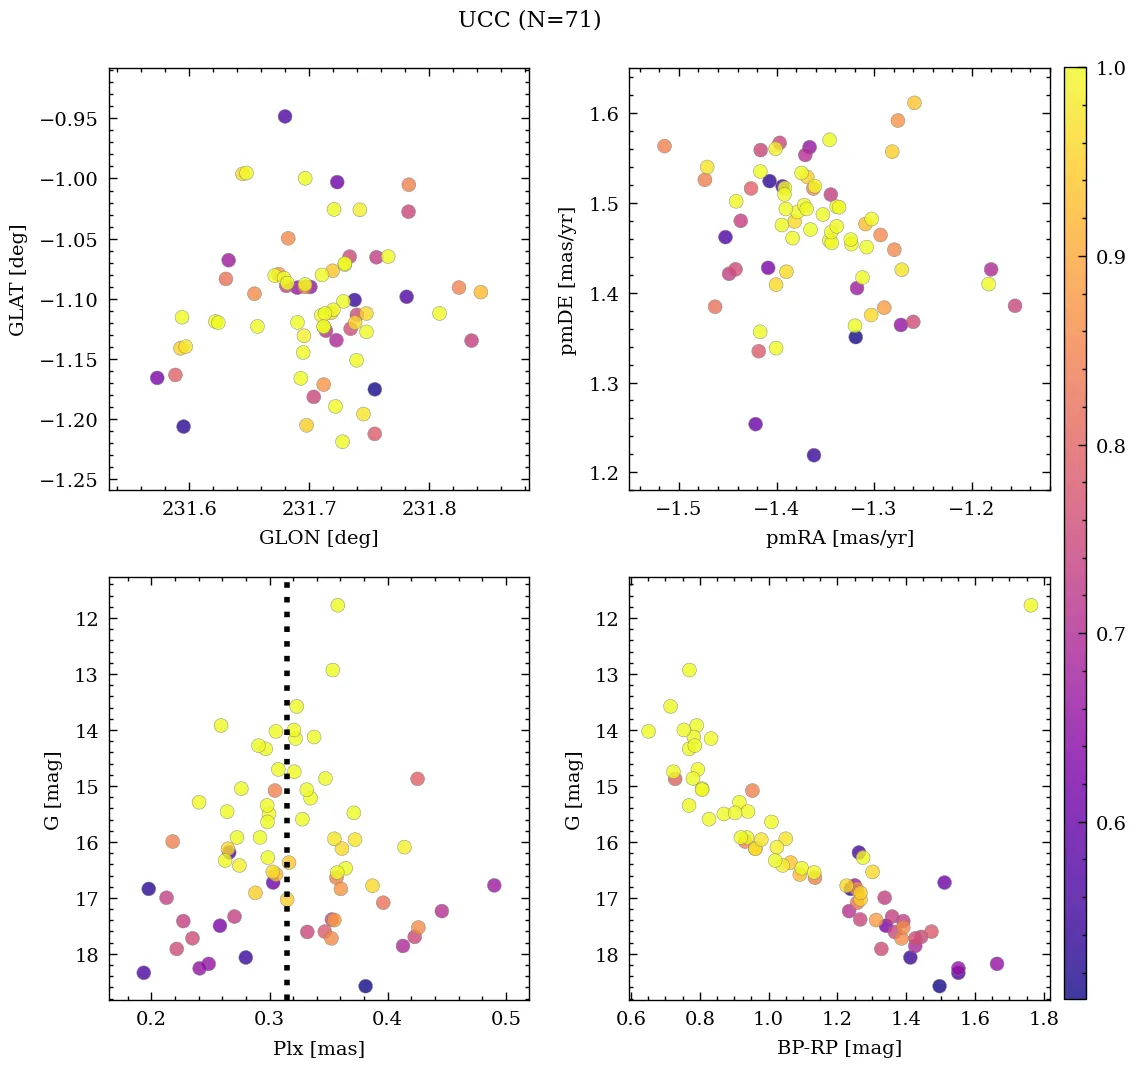 UCC (N=71)
−0.95
−1.00
−1.05
−1.10
−1.15
−1.20
−1.25
GLAT [deg]
231.6 231.7 231.8
GLON [deg]
1.6
1.5
1.4
1.3
1.2
pmDE [mas/yr]
−1.5 −1.4 −1.3 −1.2
pmRA [mas/yr]
12
13
14
15
16
17
18
G [mag]
0.2 0.3 0.4 0.5
Plx [mas]
12
13
14
15
16
17
18
G [mag]
0.6 0.8 1.0 1.2 1.4 1.6 1.8
BP-RP [mag]
1.0
0.9
0.8
0.7
0.6